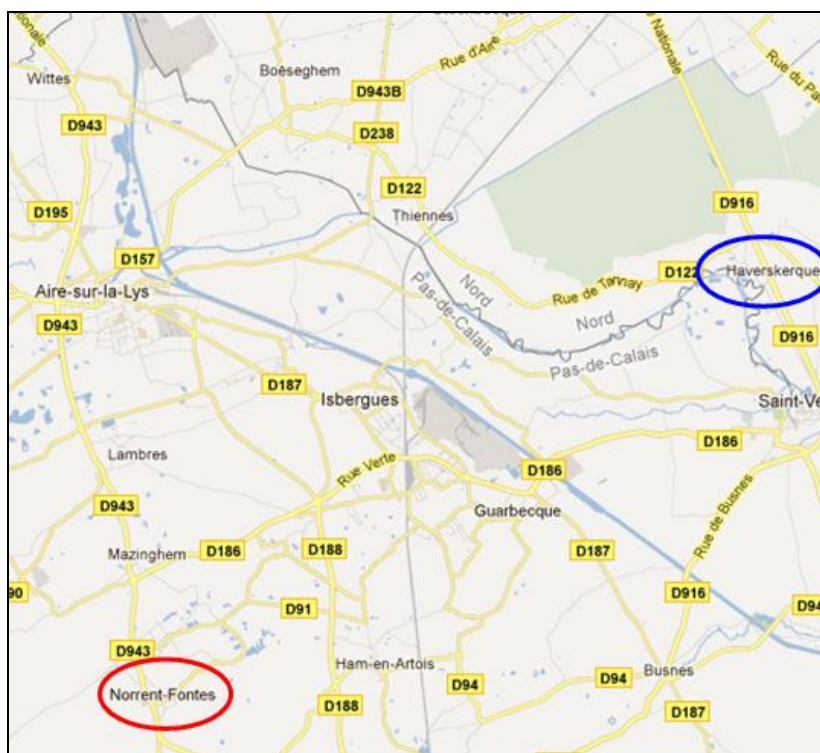 Nationale
Rue d'Aire
Nationale
Rue du
Wittes
Boëseghem
D943B
D943
D238
D122
D916
Thiennes
D195
D157
Nord
D122
Haverskerque
Aire-sur-la-Lys
Pas-de-Calais
Rue de Tannay
Nord
D943
D916
Pas-de-Calais
D187
Isbergues
Saint-Ve
D186
Lambres
Rue Verte
D186
D943
Guarbecque
Rue de Busnes
Mazinghem
D186
D188
D187
90
D916
D91
D94
D943
Ham-en-Artois
Busnes
Norrent-Fontes
D94
D94
D188
D187